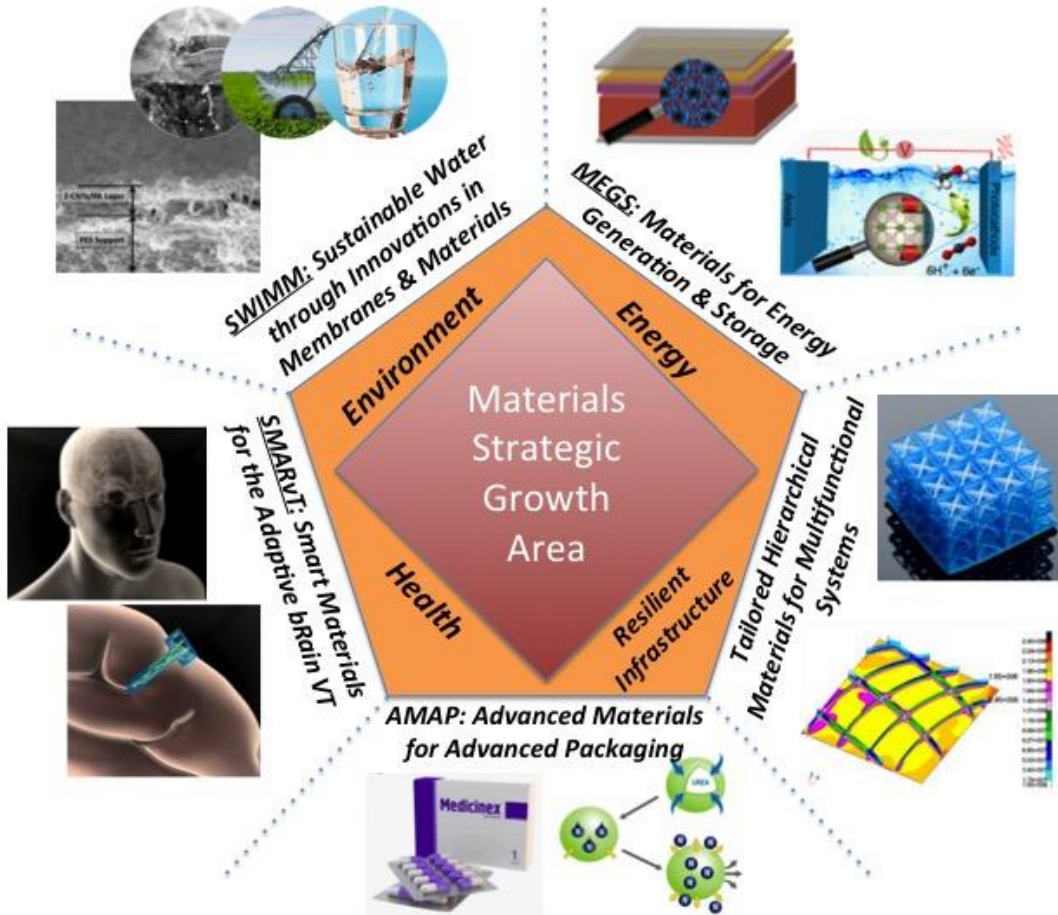 SWIMM: Sustainable Water
through Innovations in
Membranes & Materials
MEGS: Materials for Energy
Generation & Storage
V
6H⁺ + 6e⁻
PES Support
Environment
Energy
Materials
Strategic
Growth
Area
Health
Resilient
Infrastructure
SMARvT: Smart Materials
for the Adaptive bRain VT
Tailored Hierarchical
Materials for Multifunctional
Systems
AMAP: Advanced Materials
for Advanced Packaging
Medicinex
1
UREA
N
N
N
N
N
N
N
N